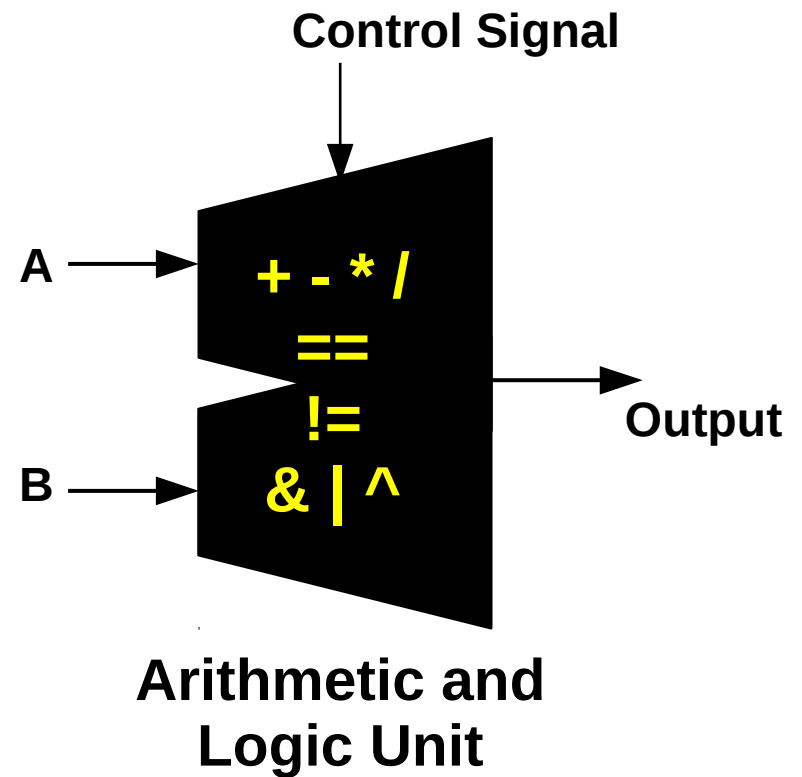 Control Signal
A
+ - * /
==
!=
& | ^
B
Output
Arithmetic and
Logic Unit